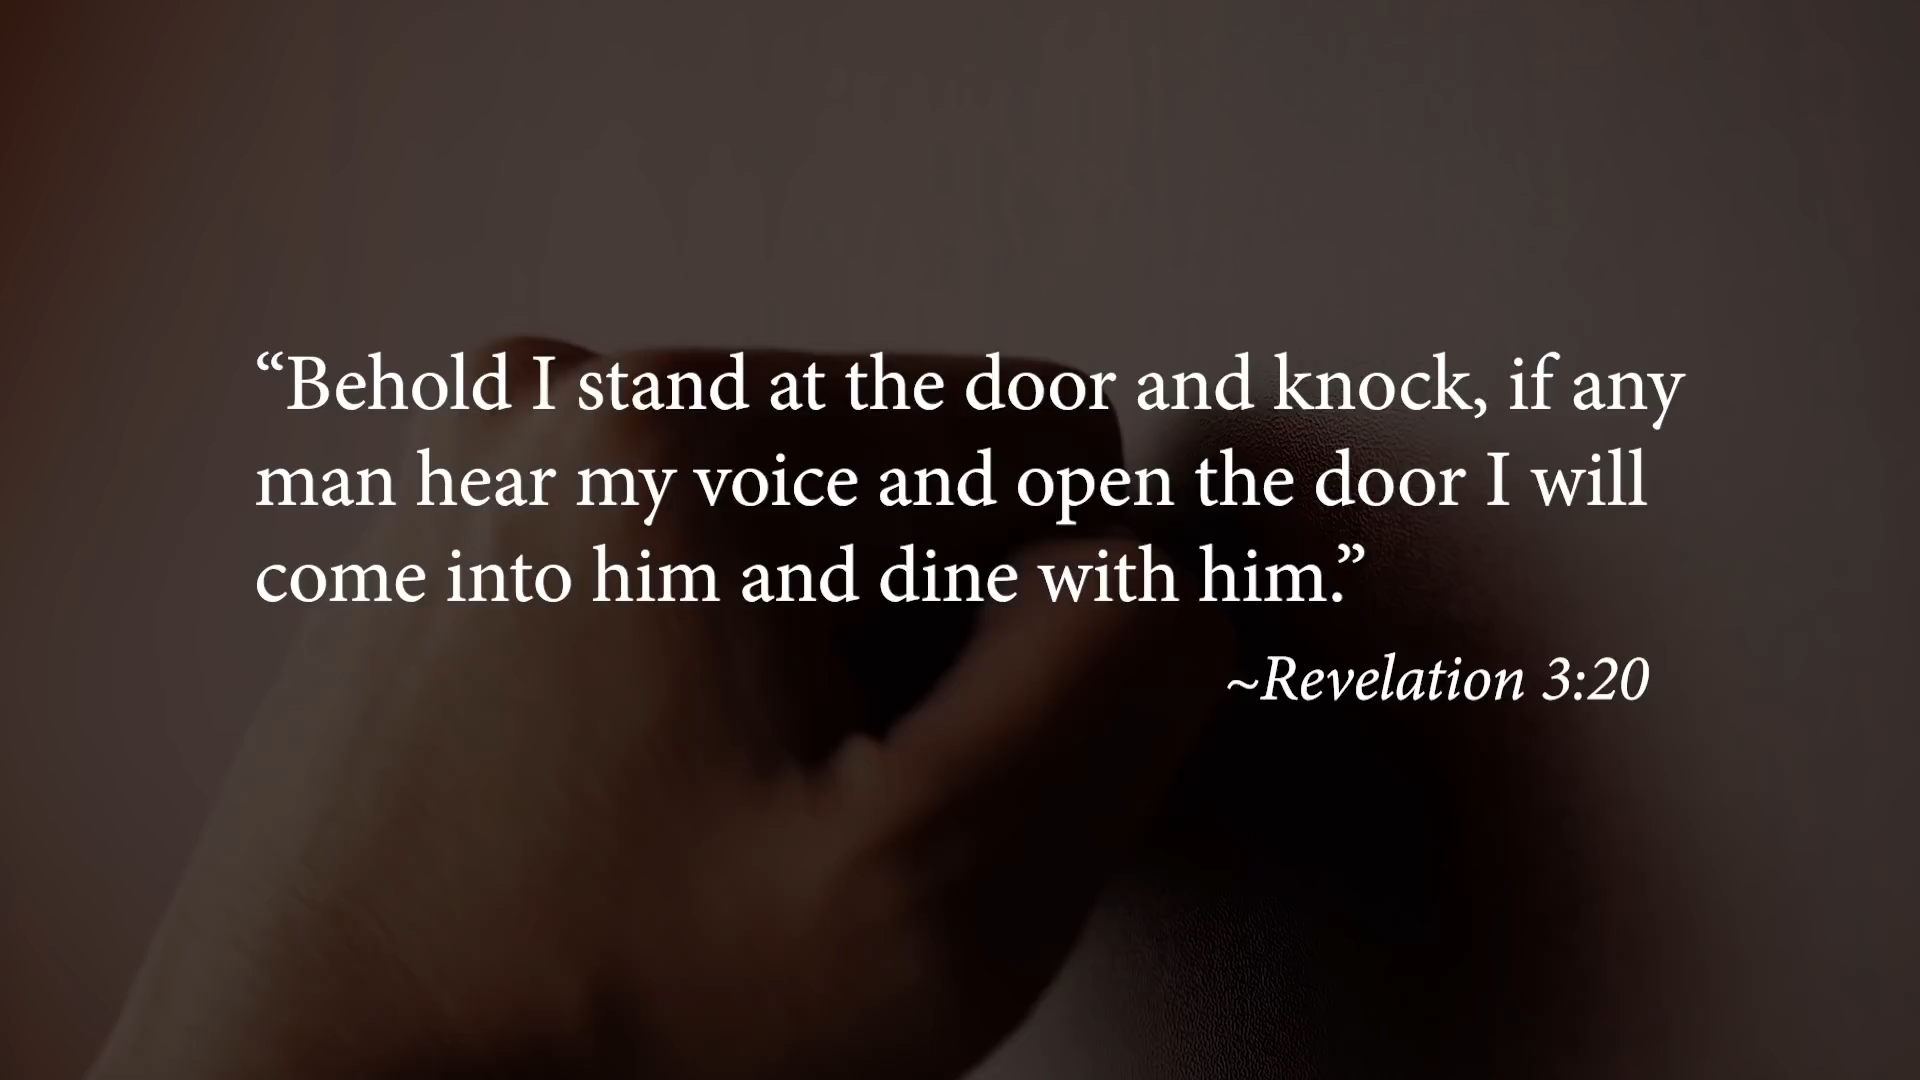 “Behold I stand at the door and knock, if any
man hear my voice and open the door I will
come into him and dine with him.”
~Revelation 3:20